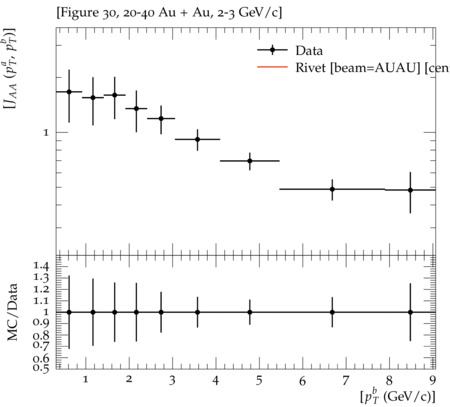 [Figure 30, 20-40 Au + Au, 2-3 GeV/c]
[J_AA (p_T^a, p_T^b)]
Data
Rivet [beam=AUAU] [cen
1
MC/Data
1.4
1.3
1.2
1.1
1
0.9
0.8
0.7
0.6
0.5
1 2 3 4 5 6 7 8 9
[p_T^b (GeV/c)]